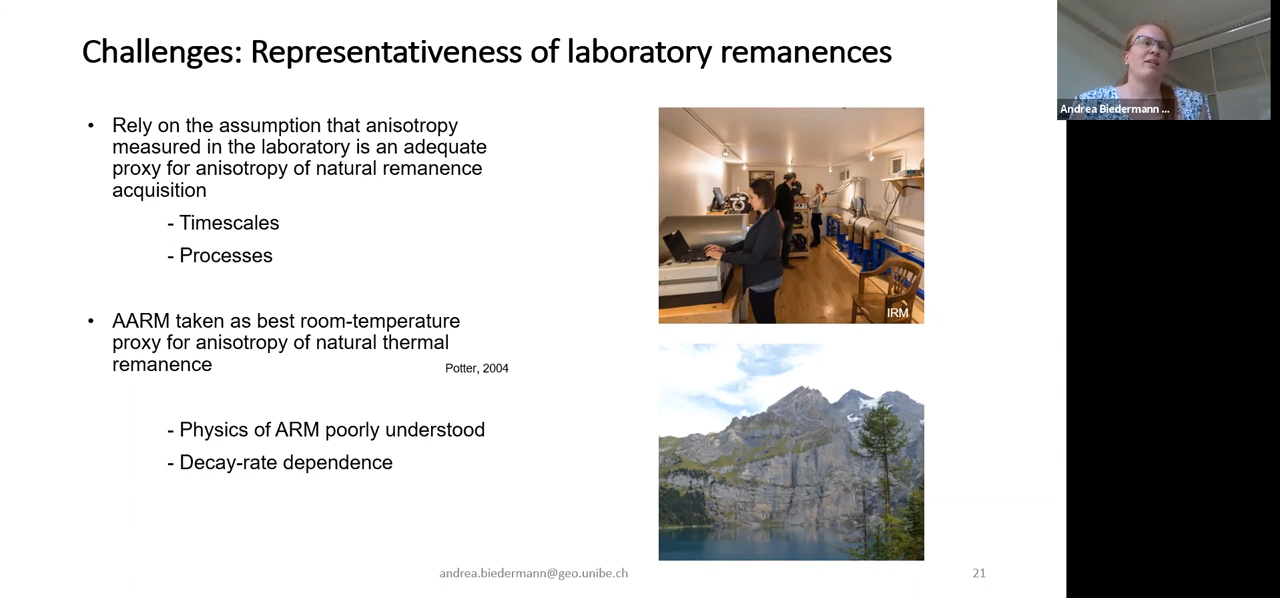 Challenges: Representativeness of laboratory remanences
Andrea Biedermann ...
• Rely on the assumption that anisotropy
measured in the laboratory is an adequate
proxy for anisotropy of natural remanence
acquisition
- Timescales
- Processes
• AARM taken as best room-temperature
proxy for anisotropy of natural thermal
remanence
Potter, 2004
- Physics of ARM poorly understood
- Decay-rate dependence
IRM
andrea.biedermann@geo.unibe.ch
21